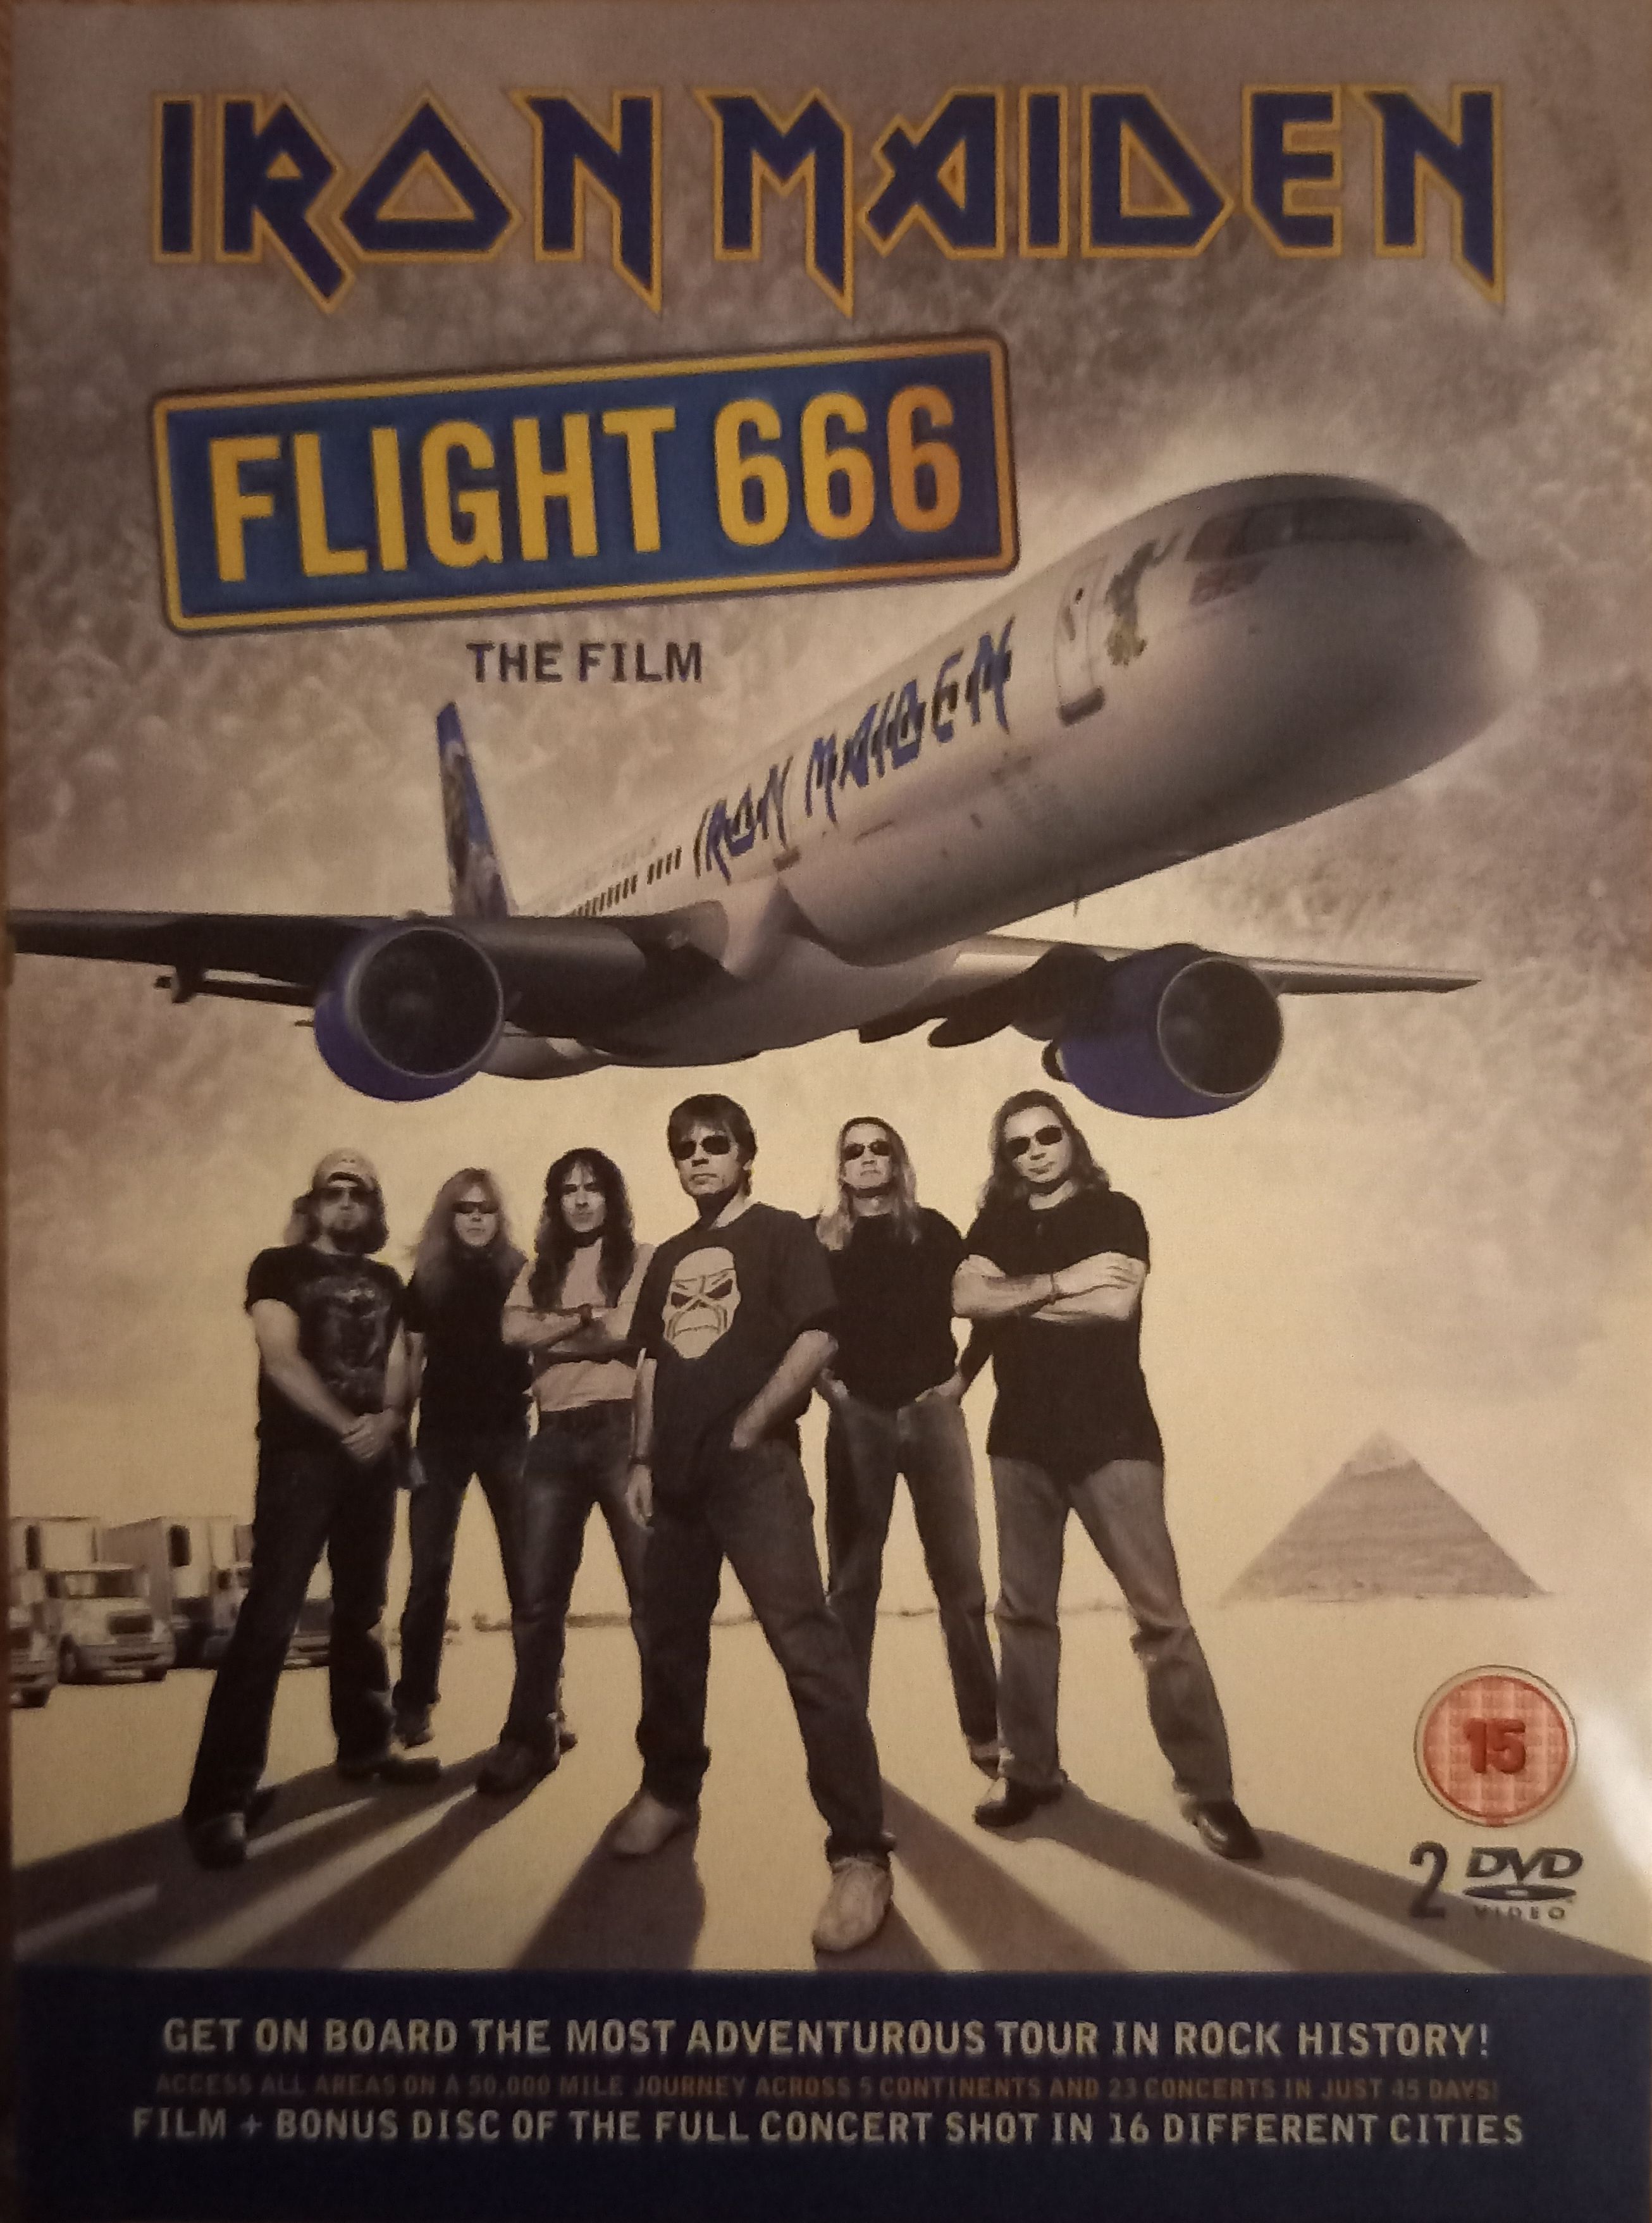 IRON MAIDEN
FLIGHT 666
THE FILM
IRON MAIDEN
15
2 DVD
VIDEO
GET ON BOARD THE MOST ADVENTUROUS TOUR IN ROCK HISTORY!
ACCESS ALL AREAS ON A 50,000 MILE JOURNEY ACROSS 5 CONTINENTS AND 23 CONCERTS IN JUST 45 DAYS!
FILM + BONUS DISC OF THE FULL CONCERT SHOT IN 16 DIFFERENT CITIES